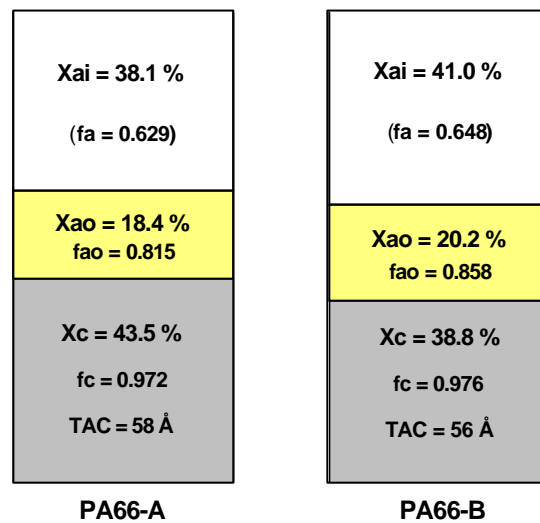 Xai = 38.1 %
(fa = 0.629)
Xao = 18.4 %
fao = 0.815
Xc = 43.5 %
fc = 0.972
TAC = 58 Å
PA66-A
Xai = 41.0 %
(fa = 0.648)
Xao = 20.2 %
fao = 0.858
Xc = 38.8 %
fc = 0.976
TAC = 56 Å
PA66-B